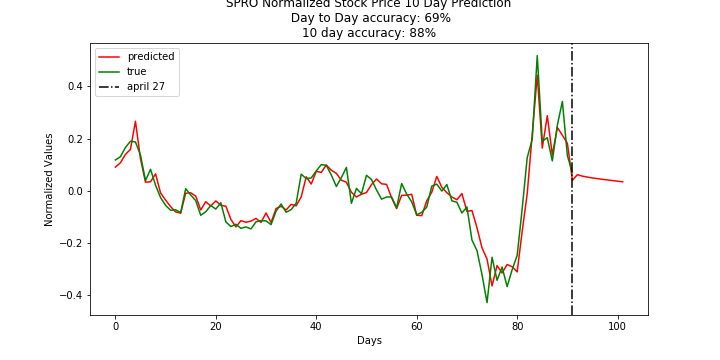 SPRO Normalized Stock Price 10 Day Prediction
Day to Day accuracy: 69%
10 day accuracy: 88%
predicted
true
april 27
Normalized Values
0.4
0.2
0.0
−0.2
−0.4
0
20
40
60
80
100
Days